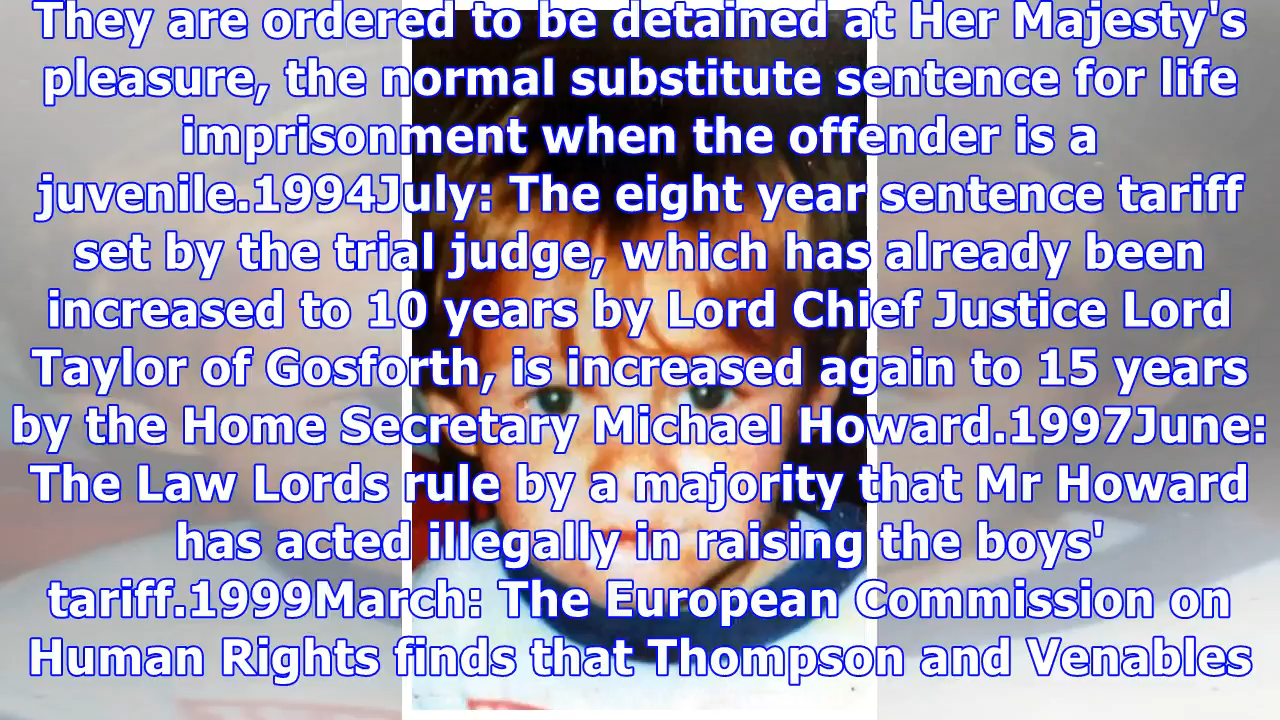 They are ordered to be detained at Her Majesty's
pleasure, the normal substitute sentence for life
imprisonment when the offender is a
juvenile.1994July: The eight year sentence tariff
set by the trial judge, which has already been
increased to 10 years by Lord Chief Justice Lord
Taylor of Gosforth, is increased again to 15 years
by the Home Secretary Michael Howard.1997June:
The Law Lords rule by a majority that Mr Howard
has acted illegally in raising the boys'
tariff.1999March: The European Commission on
Human Rights finds that Thompson and Venables